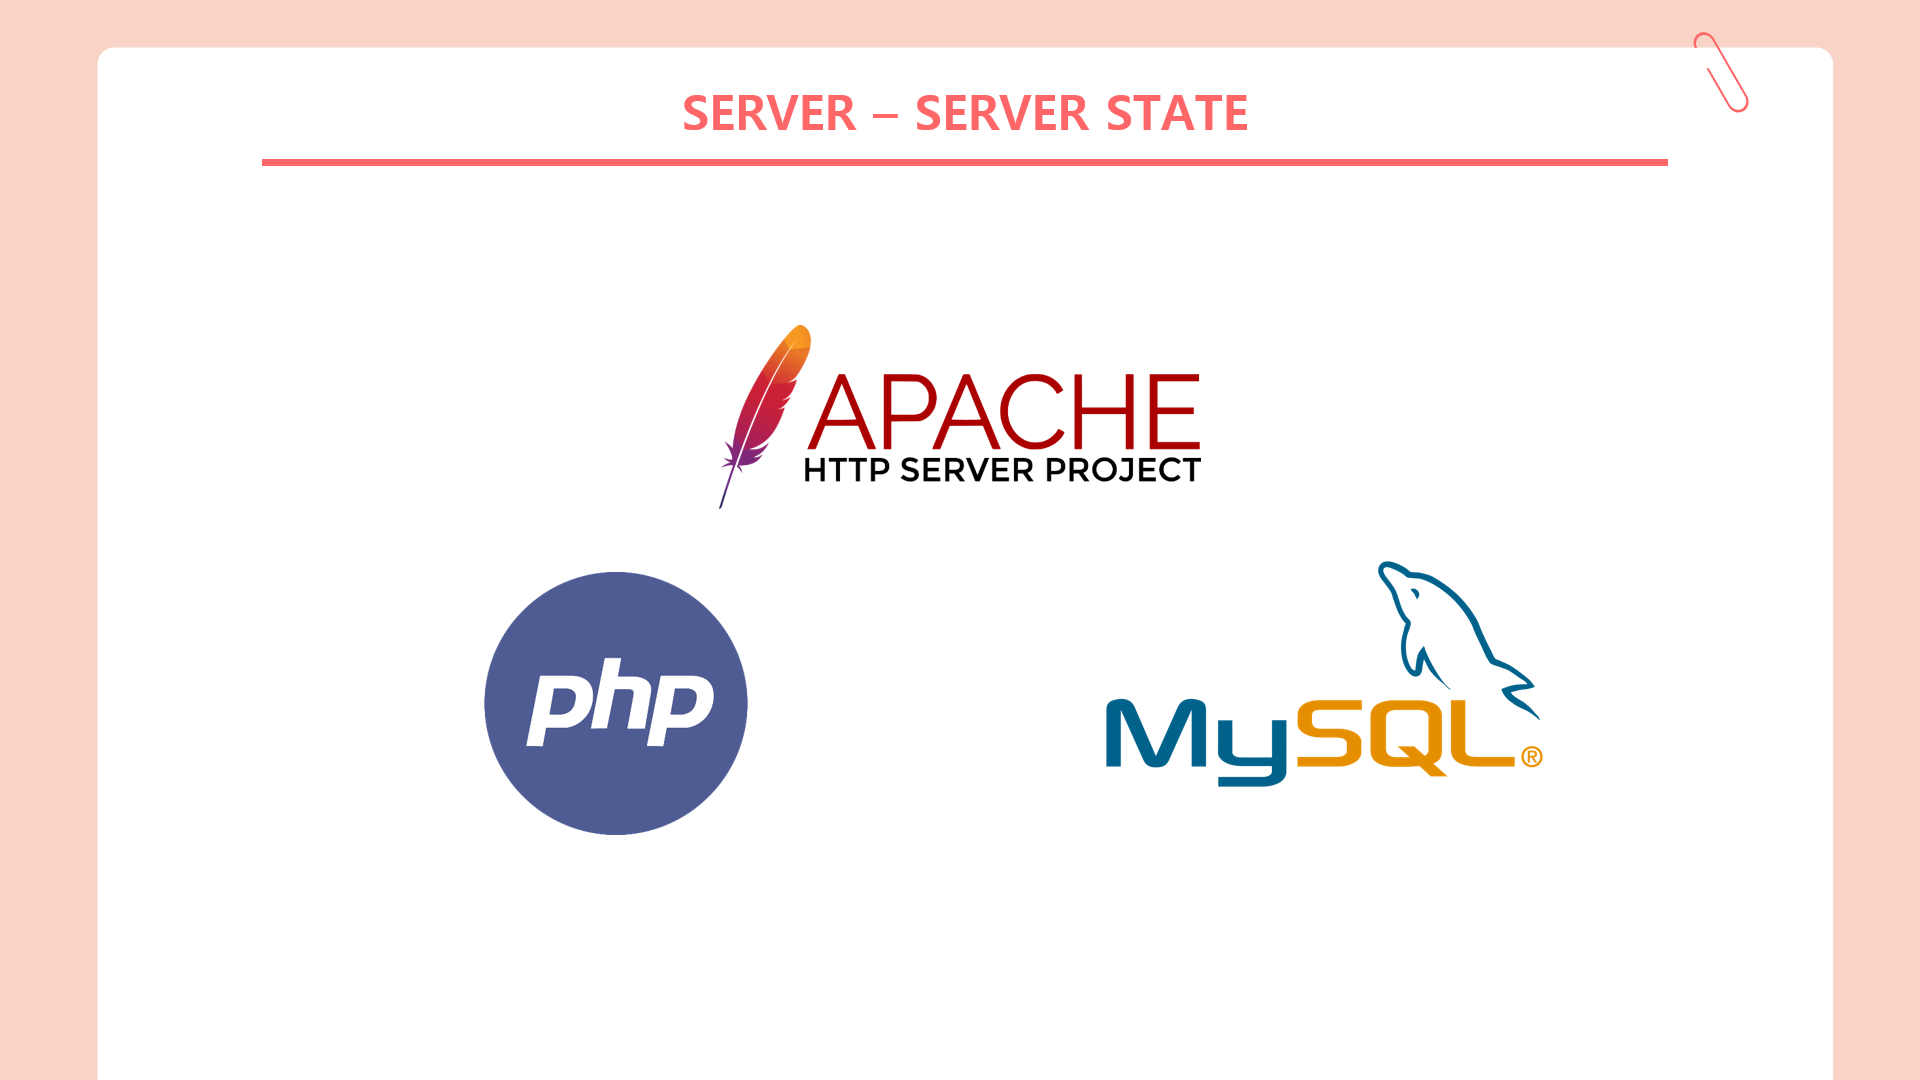 SERVER – SERVER STATE
APACHE
HTTP SERVER PROJECT
php
MySQL®